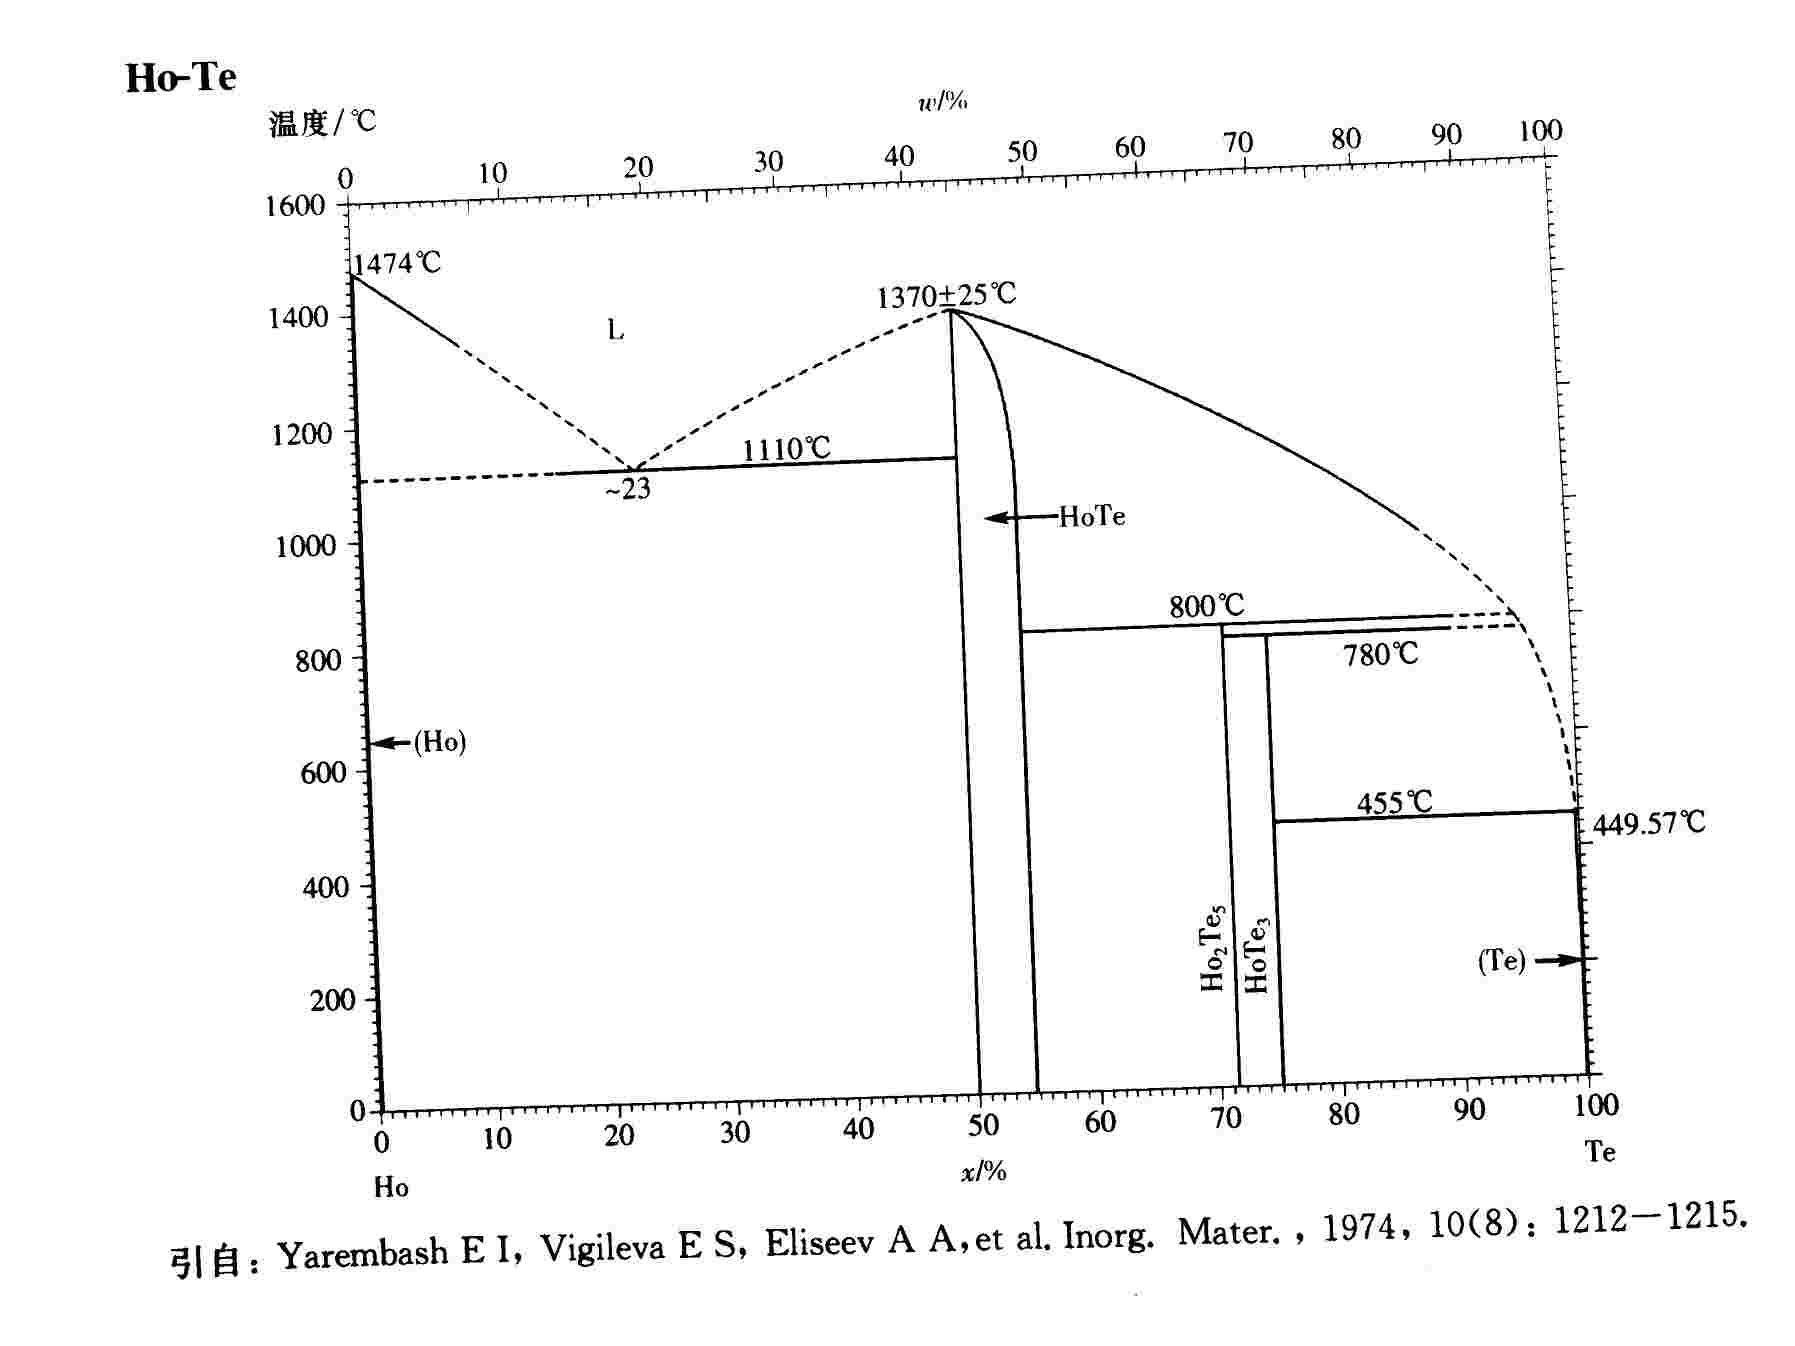 Ho-Te
w/%
温度/℃
0 10 20 30 40 50 60 70 80 90 100
1600
1474℃
1370±25℃
1400
L
1200
1110℃
~23
HoTe
1000
800℃
800
780℃
(Ho)
600
455℃
449.57℃
400
Ho₂Te₅
HoTe₃
(Te)
200
0
0 10 20 30 40 50 60 70 80 90 100
Ho
x/%
Te
引自: Yarembash E I, Vigileva E S, Eliseev A A, et al. Inorg. Mater. , 1974, 10(8): 1212—1215.